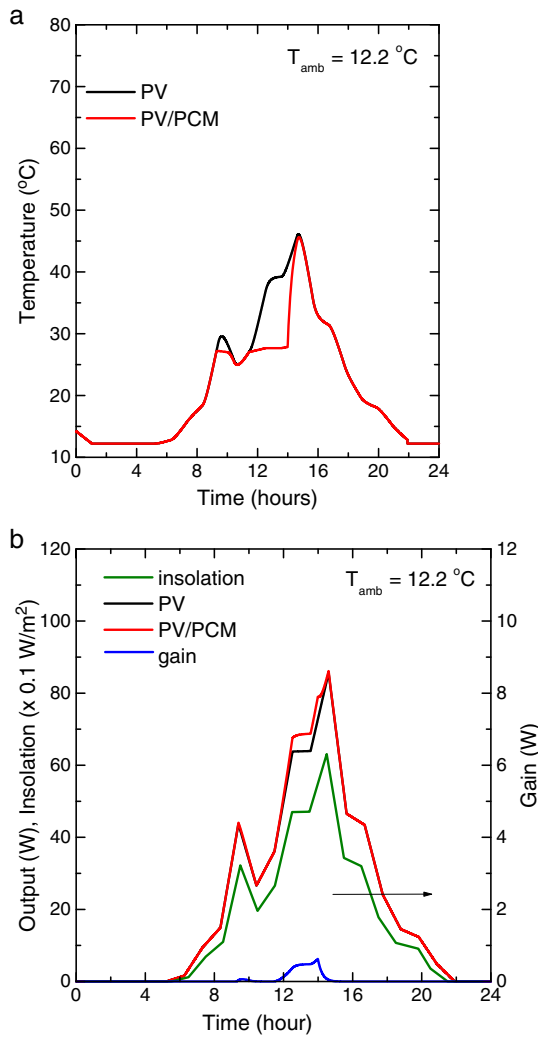 a
T_amb = 12.2 °C
PV
PV/PCM
80
70
60
50
40
30
20
10
Temperature (°C)
0 4 8 12 16 20 24
Time (hours)
b
T_amb = 12.2 °C
insolation
PV
PV/PCM
gain
120
100
80
60
40
20
0
Output (W), Insolation (x 0.1 W/m²)
12
10
8
6
4
2
0
Gain (W)
0 4 8 12 16 20 24
Time (hour)